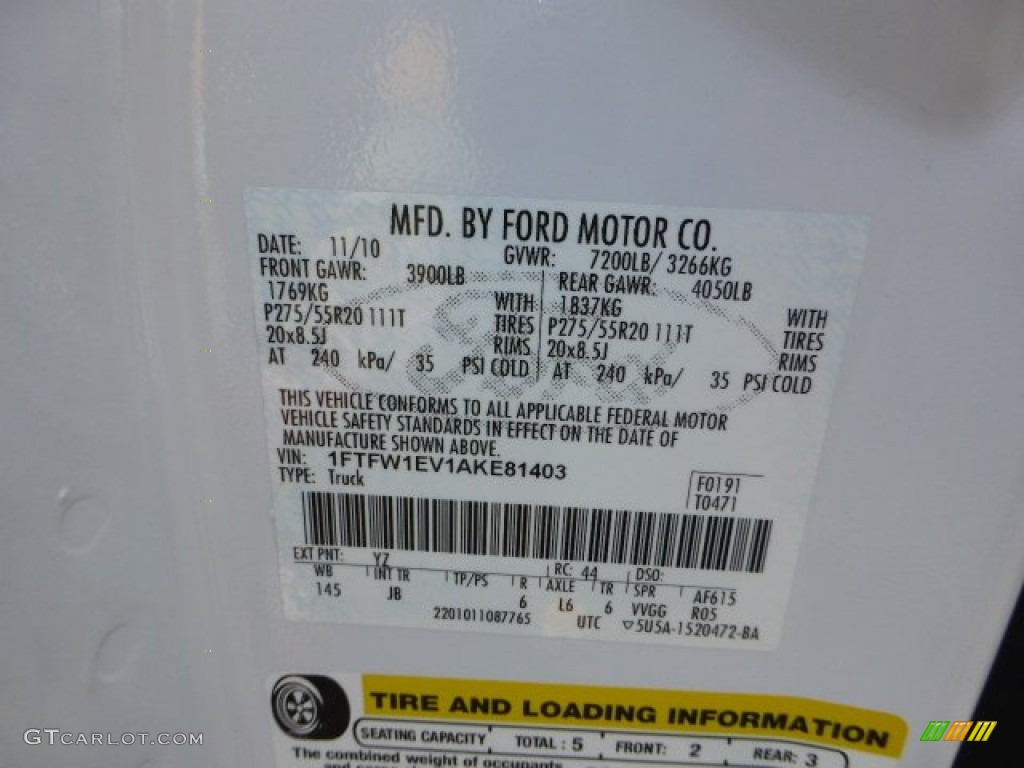 MFD. BY FORD MOTOR CO.
DATE: 11/10 GVWR: 7200LB/ 3266KG
FRONT GAWR: 3900LB REAR GAWR: 4050LB
1769KG WITH 1837KG WITH
P275/55R20 111T TIRES P275/55R20 111T TIRES
20x8.5J RIMS 20x8.5J RIMS
AT 240 kPa/ 35 PSI COLD AT 240 kPa/ 35 PSI COLD
THIS VEHICLE CONFORMS TO ALL APPLICABLE FEDERAL MOTOR
VEHICLE SAFETY STANDARDS IN EFFECT ON THE DATE OF
MANUFACTURE SHOWN ABOVE.
VIN: 1FTFW1EV1AKE81403
TYPE: Truck
F0191
T0471
EXT PNT: YZ RC: 44 DSO:
WB INT TR TP/PS R AXLE TR SPR AF615
145 JB 6 L6 6 VVGG R05
2201011087765 UTC ▽5U5A-1520472-BA
TIRE AND LOADING INFORMATION
SEATING CAPACITY TOTAL : 5 FRONT: 2 REAR: 3
The combined weight of occupants
GTCARLOT.COM